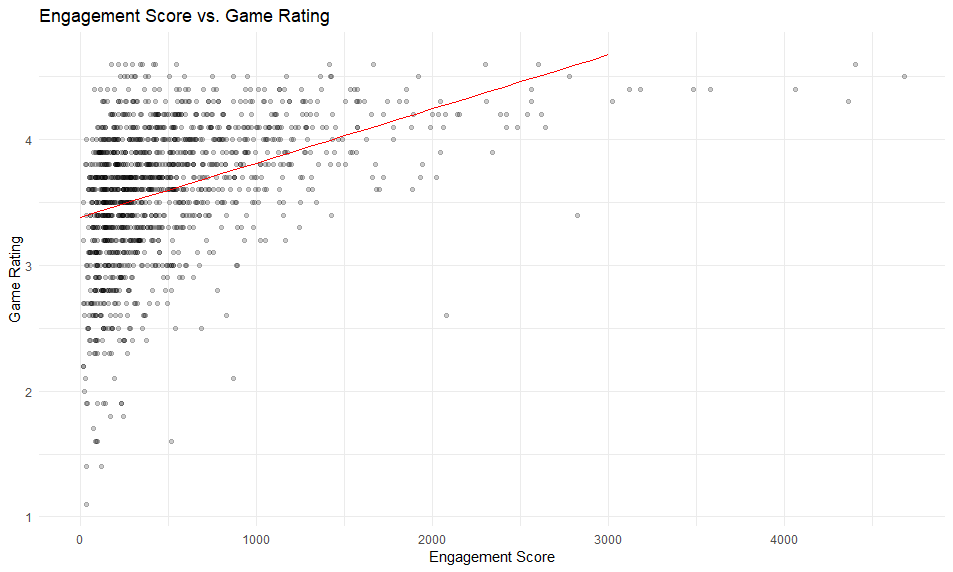 Engagement Score vs. Game Rating
Game Rating
4
3
2
1
0 1000 2000 3000 4000
Engagement Score